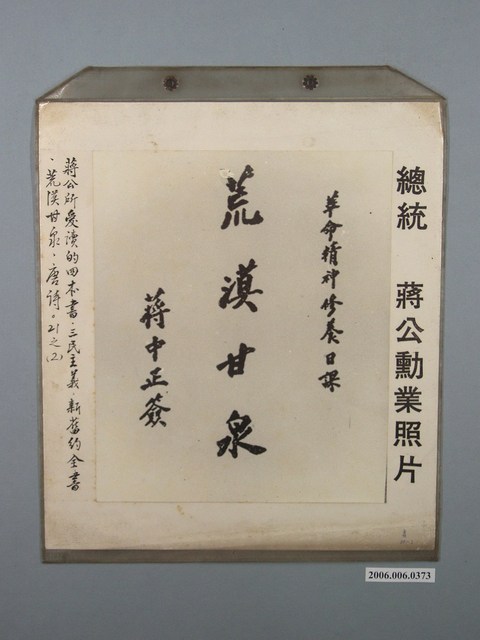 總統　蔣公勳業照片
革命精神修養日課
荒漠甘泉
蔣中正簽
蔣公所愛讀的四本書·三民主義·新舊約全書
·荒漠甘泉·唐詩。21之(2)
2006.006.0373